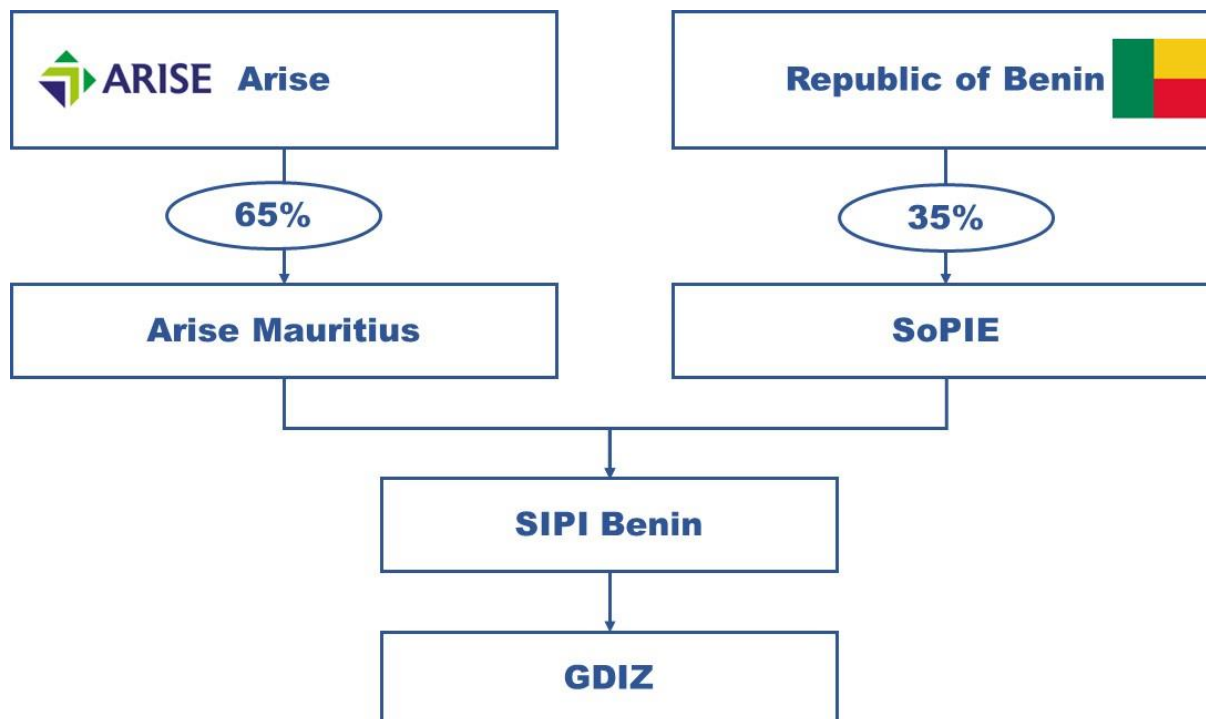 ARISE Arise
Republic of Benin
65%
35%
Arise Mauritius
SoPIE
SIPI Benin
GDIZ